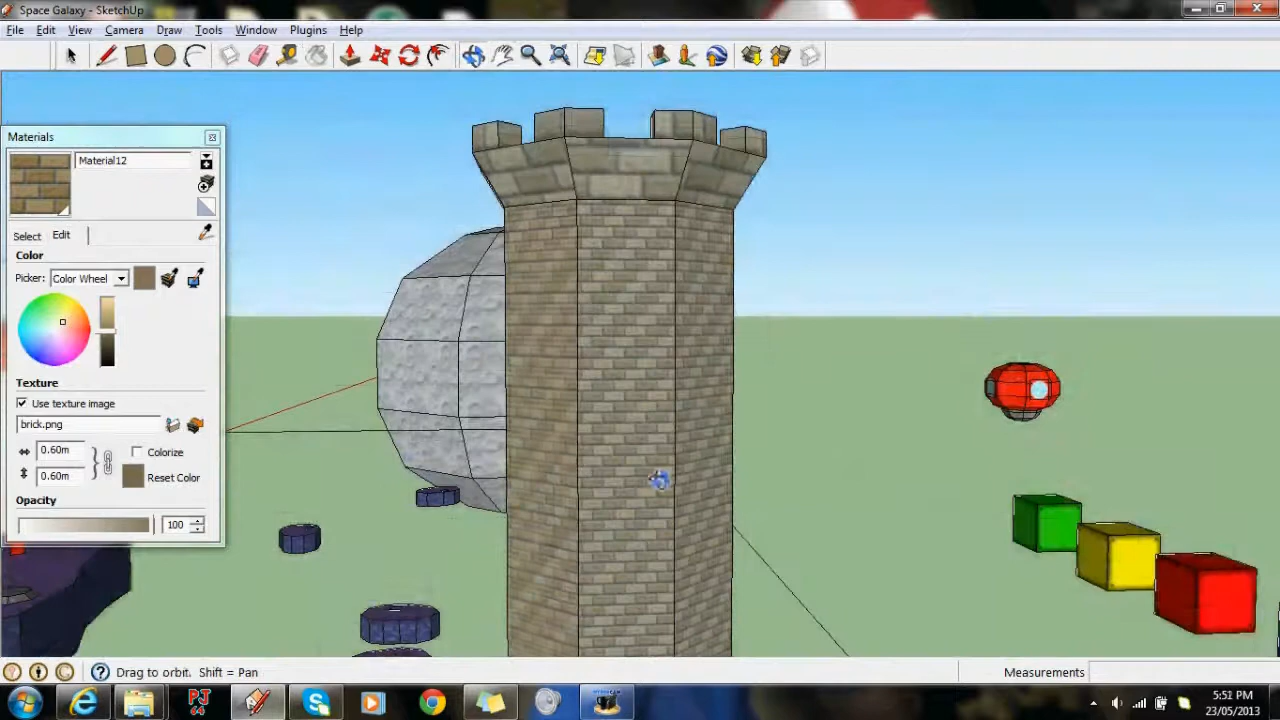 Space Galaxy - SketchUp
File Edit View Camera Draw Tools Window Plugins Help
Materials
Material12
Select Edit
Color
Picker: Color Wheel
Texture
Use texture image
brick.png
0.60m Colorize
0.60m Reset Color
Opacity
100
Drag to orbit. Shift = Pan Measurements
PJ
64
5:51 PM
23/05/2013